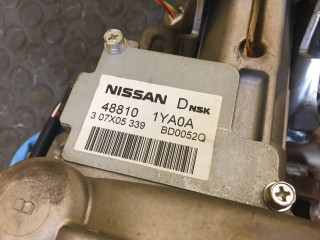 NISSAN D NSK
48810 1YA0A
3 07X05 339 BD0052Q
B